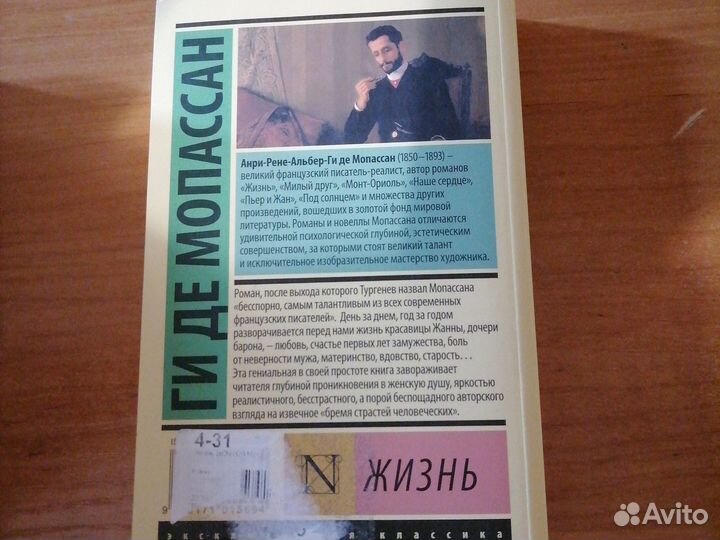 ГИ ДЕ МОПАССАН
Анри-Рене-Альбер-Ги де Мопассан (1850–1893) –
великий французский писатель-реалист, автор романов
«Жизнь», «Милый друг», «Монт-Ориоль», «Наше сердце»,
«Пьер и Жан», «Под солнцем» и множества других
произведений, вошедших в золотой фонд мировой
литературы. Романы и новеллы Мопассана отличаются
удивительной психологической глубиной, эстетическим
совершенством, за которыми стоят великий талант
и исключительное изобразительное мастерство художника.
Роман, после выхода которого Тургенев назвал Мопассана
«бесспорно, самым талантливым из всех современных
французских писателей». День за днем, год за годом
разворачивается перед нами жизнь красавицы Жанны, дочери
барона, – любовь, счастье первых лет замужества, боль
от неверности мужа, материнство, вдовство, старость…
Эта гениальная в своей простоте книга завораживает
читателя глубиной проникновения в женскую душу, яркостью
реалистичного, бесстрастного, а порой беспощадного авторского
взгляда на извечное «бремя страстей человеческих».
4-31
N
ЖИЗНЬ
классика
Avito